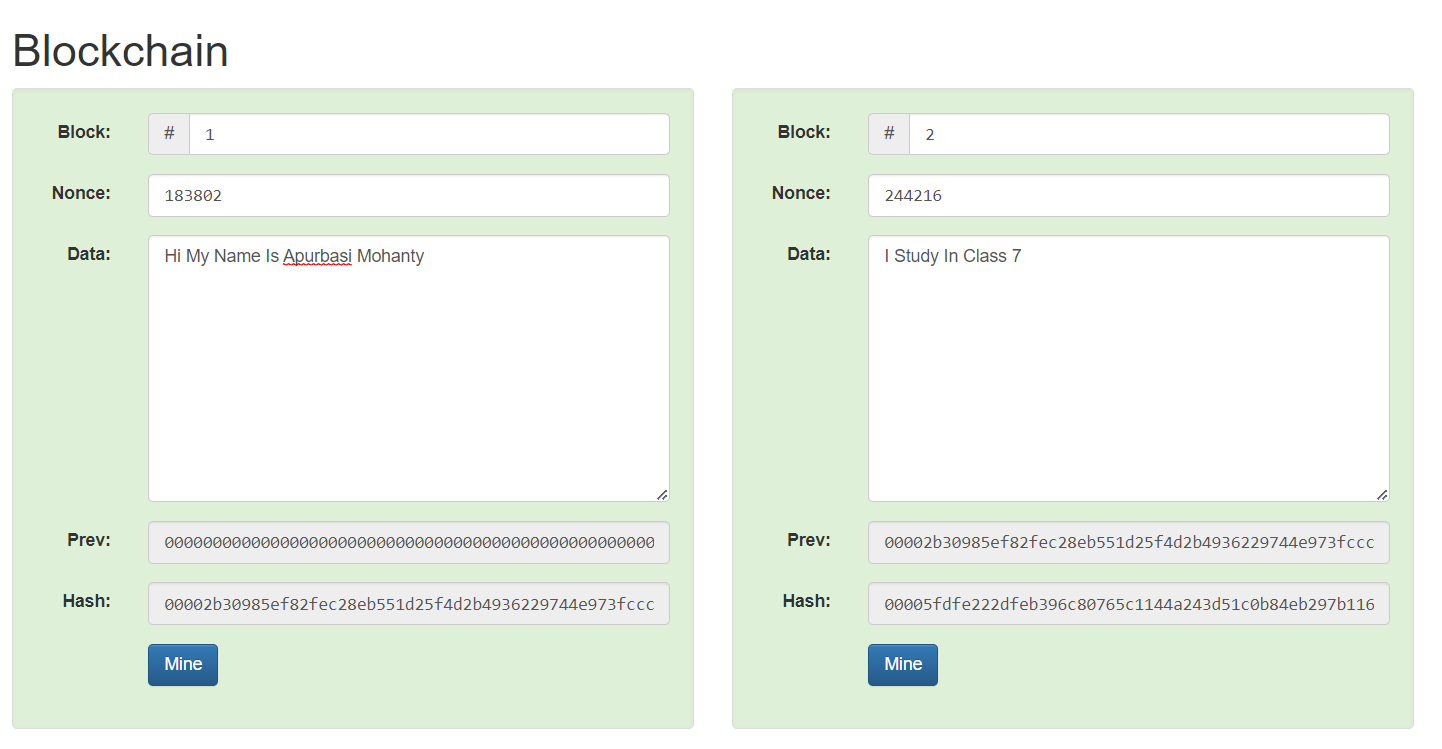 Blockchain
Block: # 1
Nonce: 183802
Data: Hi My Name Is Apurbasi Mohanty
Prev: 000000000000000000000000000000000000000000000000000
Hash: 00002b30985ef82fec28eb551d25f4d2b4936229744e973fccc
Mine
Block: # 2
Nonce: 244216
Data: I Study In Class 7
Prev: 00002b30985ef82fec28eb551d25f4d2b4936229744e973fccc
Hash: 00005fdfe222dfeb396c80765c1144a243d51c0b84eb297b116
Mine